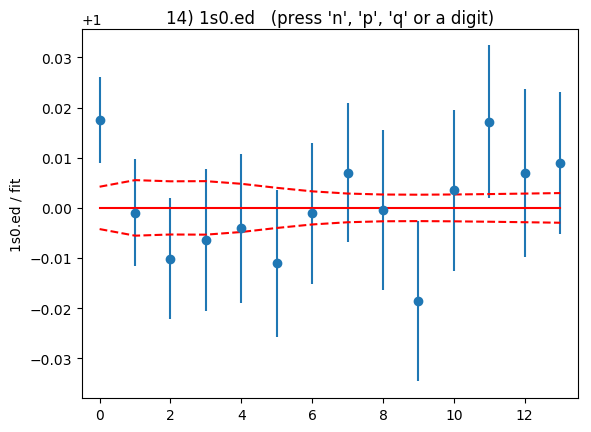 14) 1s0.ed   (press 'n', 'p', 'q' or a digit)
+1
0.03
0.02
0.01
0.00
−0.01
−0.02
−0.03
1s0.ed / fit
0 2 4 6 8 10 12